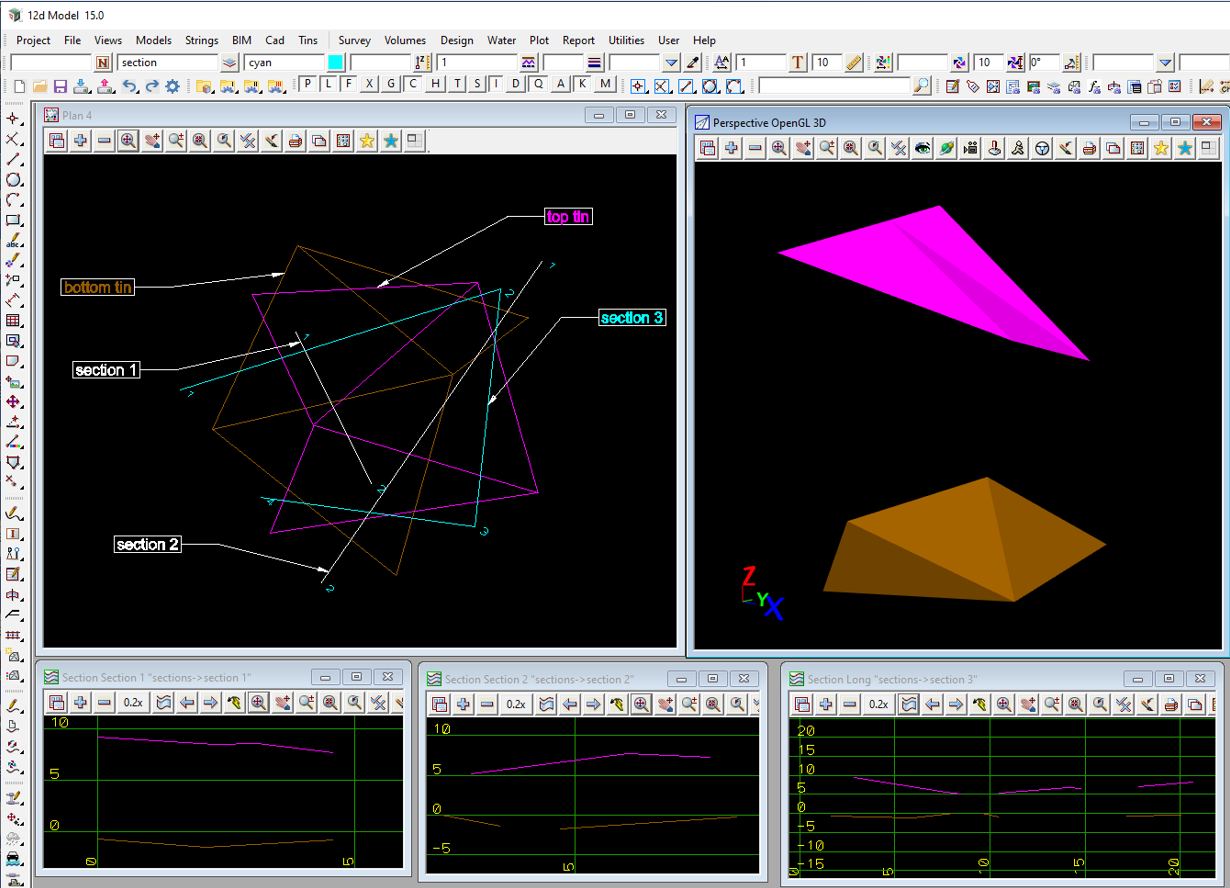 12d Model 15.0
Project File Views Models Strings BIM Cad Tins Survey Volumes Design Water Plot Report Utilities User Help
N section cyan 1 1 T 10 10 0°
P L F X G C H T S I D Q A K M
Plan 4
Perspective OpenGL 3D
top tin
bottom tin
section 3
section 1
section 2
1
2
1
1
2
4
3
2
Z
Y
X
Section Section 1 "sections->section 1"
0.2x
10
5
0
0
5
Section Section 2 "sections->section 2"
0.2x
10
5
0
-5
5
Section Long "sections->section 3"
0.2x
20
15
10
5
0
-5
-10
-15
0
5
10
15
20